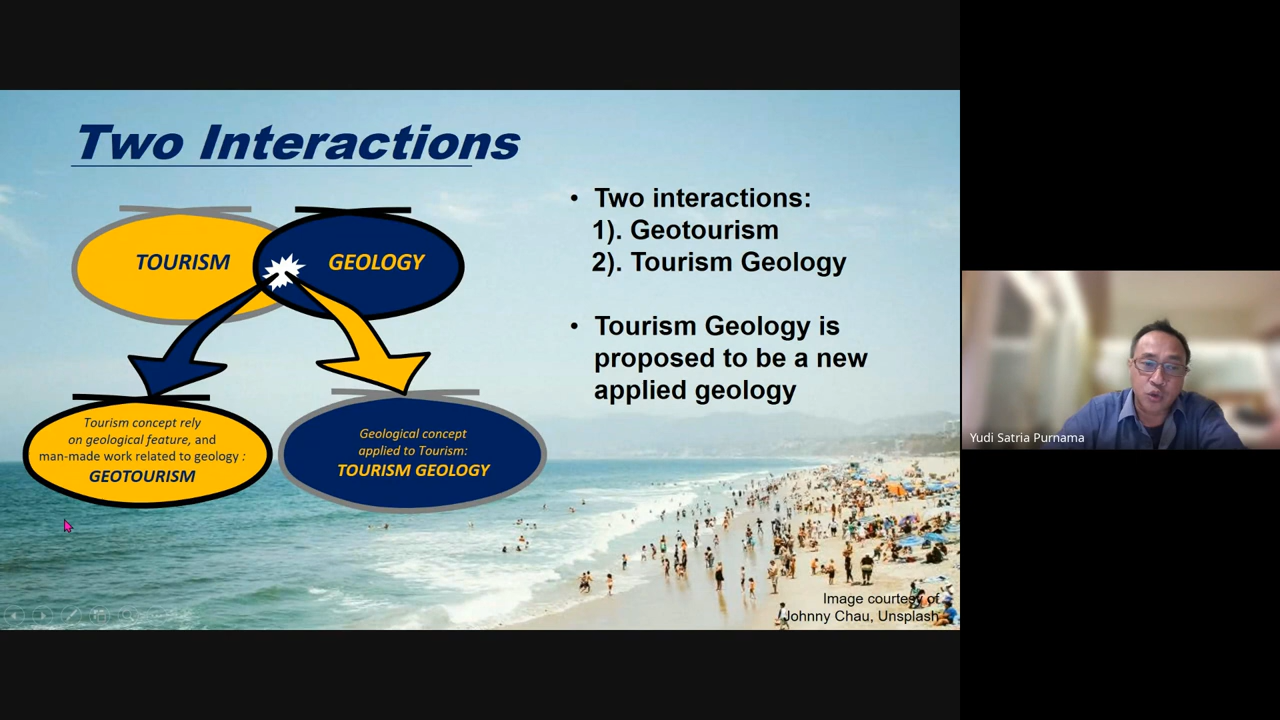 Two Interactions
TOURISM
GEOLOGY
Tourism concept rely
on geological feature, and
man-made work related to geology :
GEOTOURISM
Geological concept
applied to Tourism:
TOURISM GEOLOGY
• Two interactions:
1). Geotourism
2). Tourism Geology
• Tourism Geology is
proposed to be a new
applied geology
Image courtesy of
Johnny Chau, Unsplash
Yudi Satria Purnama